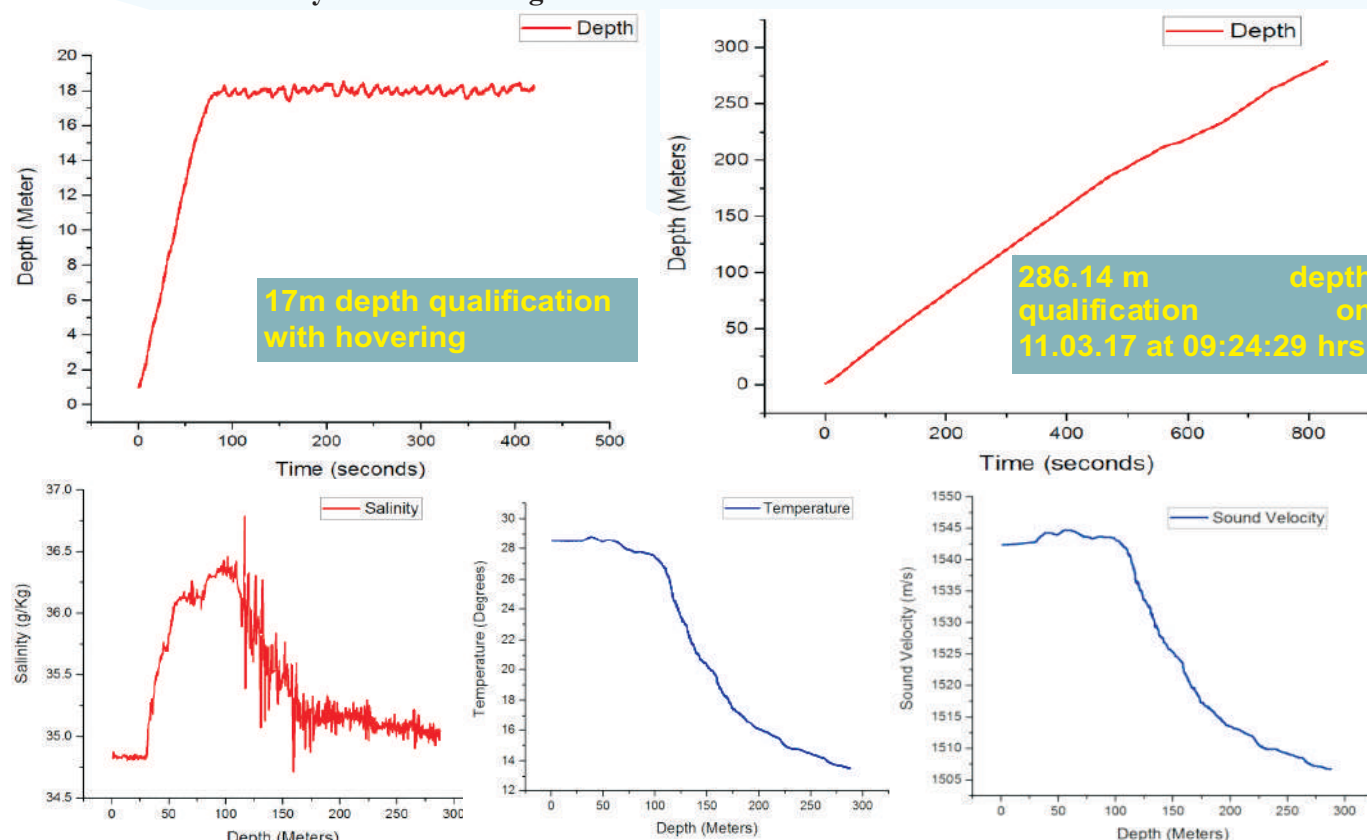 Depth
20
18
16
14
12
10
8
6
4
2
0
Depth (Meter)
17m depth qualification
with hovering
0 100 200 300 400 500
Time (seconds)
Depth
300
250
200
150
100
50
0
Depth (Meters)
286.14 m depth
qualification on
11.03.17 at 09:24:29 hrs
0 200 400 600 800
Time (seconds)
Salinity
37.0
36.5
36.0
35.5
35.0
34.5
Salinity (g/Kg)
0 50 100 150 200 250 300
Depth (Meters)
Temperature
30
28
26
24
22
20
18
16
14
12
Temperature (Degrees)
0 50 100 150 200 250 300
Depth (Meters)
Sound Velocity
1550
1545
1540
1535
1530
1525
1520
1515
1510
1505
Sound Velocity (m/s)
0 50 100 150 200 250 300
Depth (Meters)